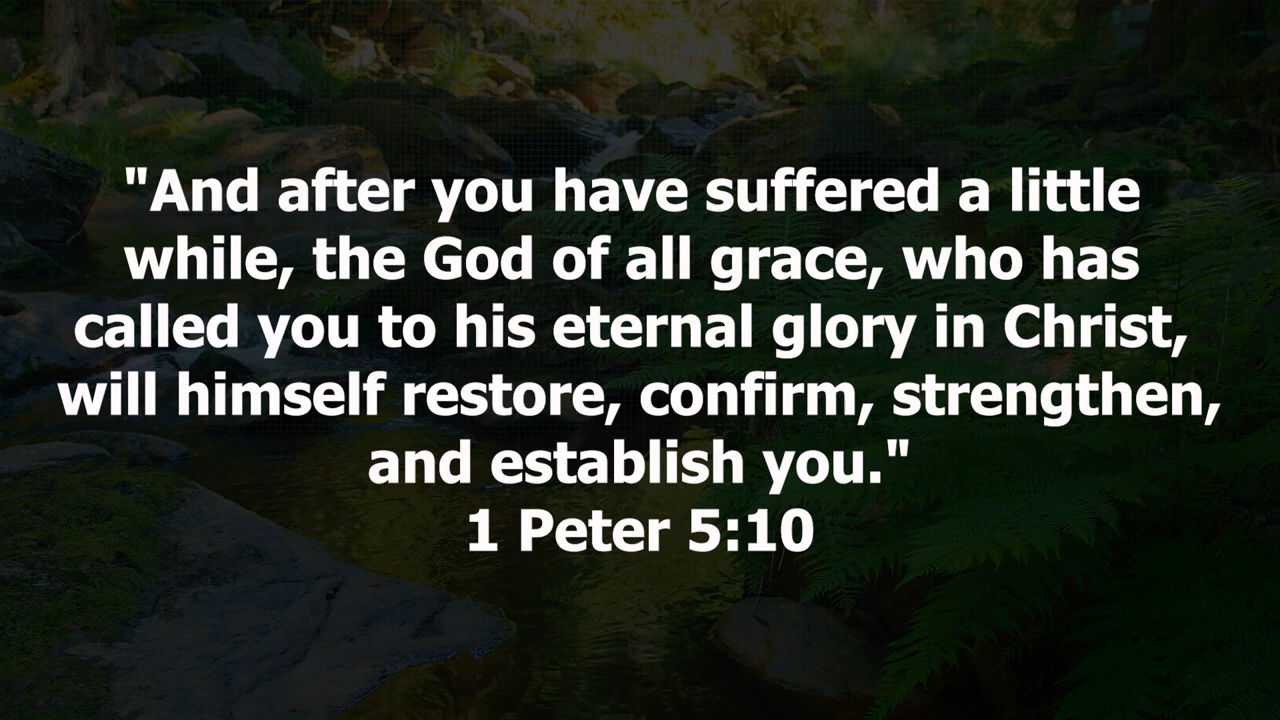 "And after you have suffered a little
while, the God of all grace, who has
called you to his eternal glory in Christ,
will himself restore, confirm, strengthen,
and establish you."
1 Peter 5:10